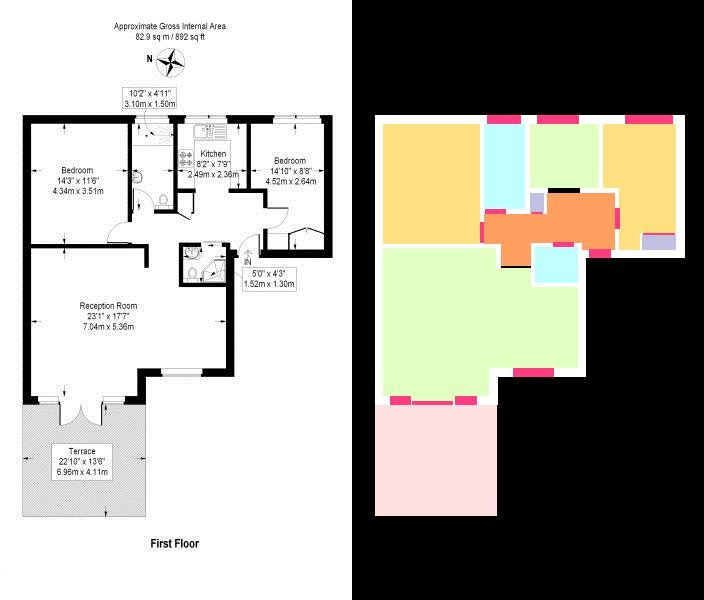 Approximate Gross Internal Area
82.9 sq m / 892 sq ft
N
10'2" x 4'11"
3.10m x 1.50m
Bedroom
14'3" x 11'6"
4.34m x 3.51m
Kitchen
8'2" x 7'9"
2.49m x 2.36m
Bedroom
14'10" x 8'8"
4.52m x 2.64m
IN
5'0" x 4'3"
1.52m x 1.30m
Reception Room
23'1" x 17'7"
7.04m x 5.36m
Terrace
22'10" x 13'6"
6.96m x 4.11m
First Floor